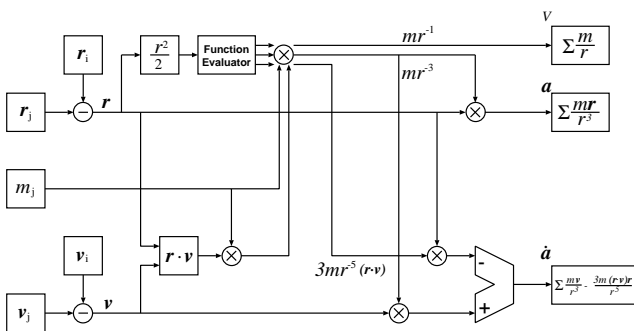 V
r_i
r²/2
Function
Evaluator
×
mr⁻¹
Σ m/r
mr⁻³
a
r_j
−
r
×
Σ mr/r³
m_j
v_i
r · v
×
3mr⁻⁵ (r·v)
×
-
ȧ
Σ mv/r³ - 3m(r·v)r/r⁵
v_j
−
v
×
+